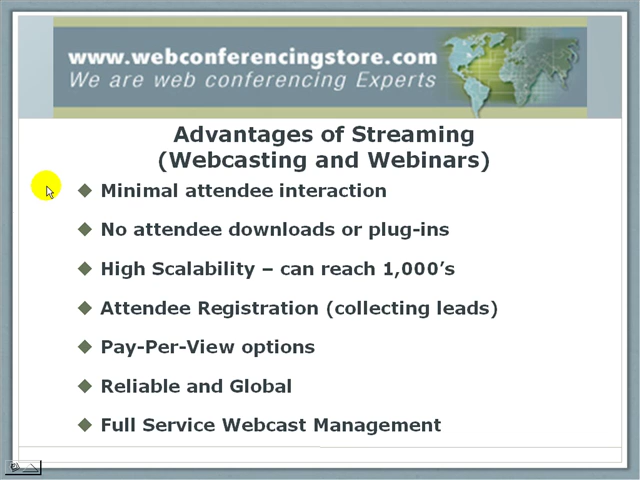 www.webconferencingstore.com
We are web conferencing Experts
Advantages of Streaming
(Webcasting and Webinars)
Minimal attendee interaction
No attendee downloads or plug-ins
High Scalability – can reach 1,000’s
Attendee Registration (collecting leads)
Pay-Per-View options
Reliable and Global
Full Service Webcast Management